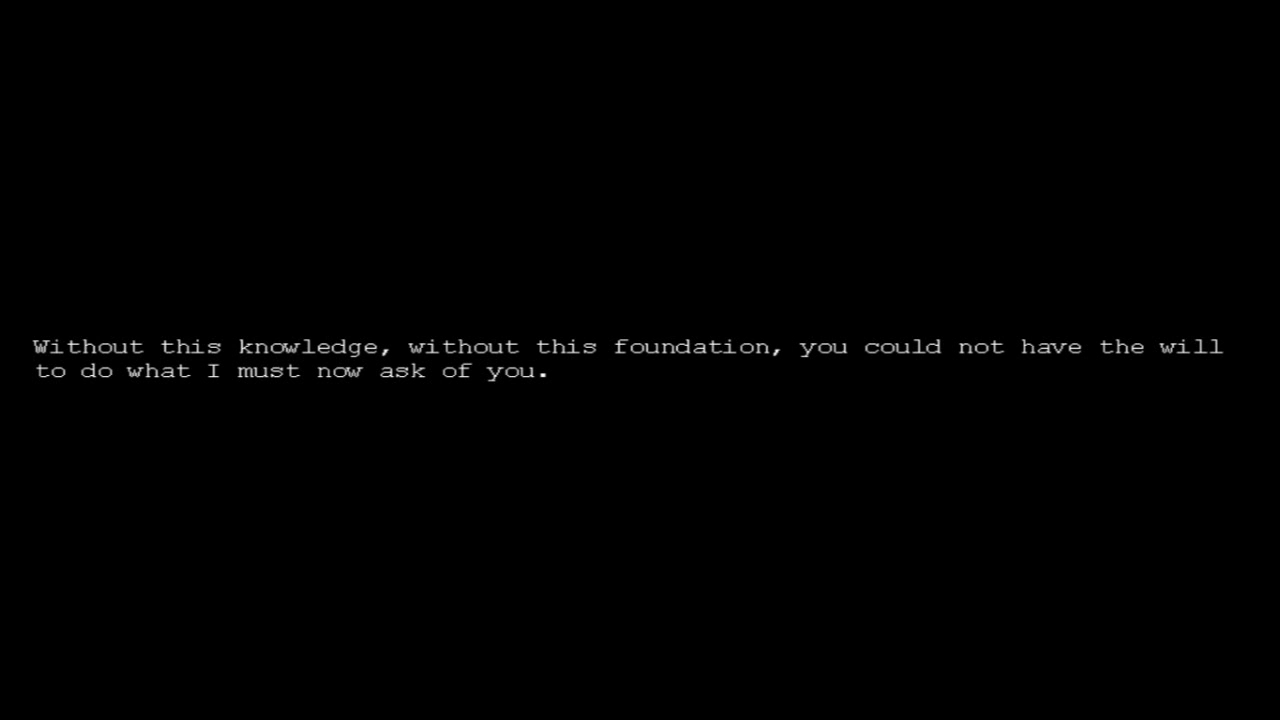 Without this knowledge, without this foundation, you could not have the will
to do what I must now ask of you.